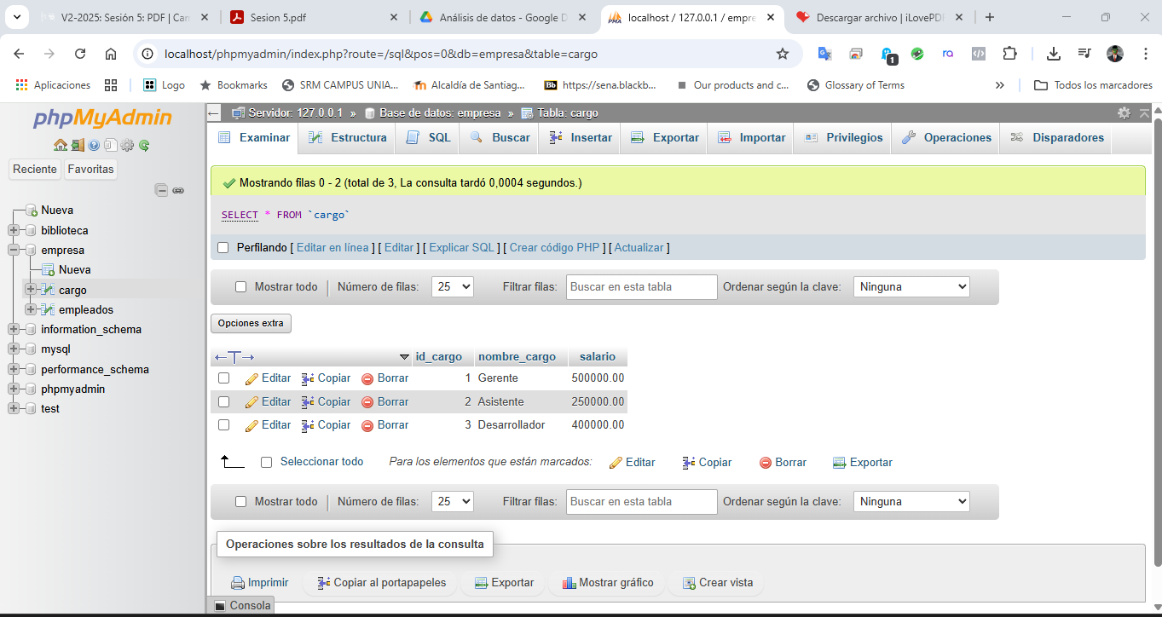 V2-2025: Sesión 5: PDF | Can
Sesion 5.pdf
Análisis de datos - Google D
localhost / 127.0.0.1 / empre
Descargar archivo | iLovePDF
localhost/phpmyadmin/index.php?route=/sql&pos=0&db=empresa&table=cargo
Aplicaciones
Logo
Bookmarks
SRM CAMPUS UNIA...
Alcaldía de Santiag...
https://sena.blackb...
Our products and c...
Glossary of Terms
Todos los marcadores
phpMyAdmin
Reciente
Favoritas
Nueva
biblioteca
empresa
Nueva
cargo
empleados
information_schema
mysql
performance_schema
phpmyadmin
test
Servidor: 127.0.0.1 » Base de datos: empresa » Tabla: cargo
Examinar Estructura SQL Buscar Insertar Exportar Importar Privilegios Operaciones Disparadores
Mostrando filas 0 - 2 (total de 3, La consulta tardó 0,0004 segundos.)
SELECT * FROM `cargo`
Perfilando [ Editar en línea ] [ Editar ] [ Explicar SQL ] [ Crear código PHP ] [ Actualizar ]
Mostrar todo | Número de filas: 25 Filtrar filas: Buscar en esta tabla Ordenar según la clave: Ninguna
Opciones extra
id_cargo nombre_cargo salario
Editar Copiar Borrar 1 Gerente 500000.00
Editar Copiar Borrar 2 Asistente 250000.00
Editar Copiar Borrar 3 Desarrollador 400000.00
Seleccionar todo Para los elementos que están marcados: Editar Copiar Borrar Exportar
Mostrar todo | Número de filas: 25 Filtrar filas: Buscar en esta tabla Ordenar según la clave: Ninguna
Operaciones sobre los resultados de la consulta
Imprimir Copiar al portapapeles Exportar Mostrar gráfico Crear vista
Consola